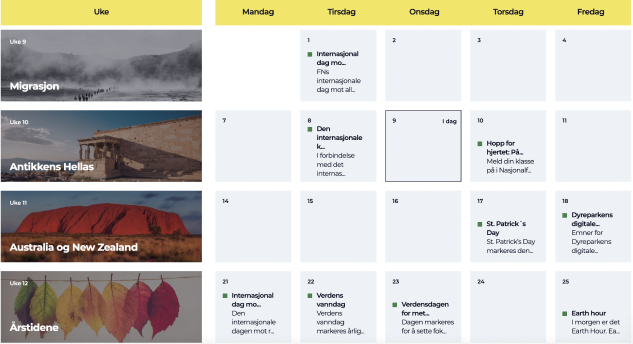 Uke
Mandag
Tirsdag
Onsdag
Torsdag
Fredag
Uke 9
Migrasjon
1
Internasjonal
dag mo...
FNs
internasjonale
dag mot all...
2
3
4
Uke 10
Antikkens Hellas
7
8
Den
internasjonale
k...
I forbindelse
med det
internas...
9
I dag
10
Hopp for
hjertet: På...
Meld din klasse
på i Nasjonalf...
11
Uke 11
Australia og New Zealand
14
15
16
17
St. Patrick`s
Day
St. Patrick's Day
markeres den...
18
Dyreparkens
digitale...
Emner for
Dyreparkens
digitale...
Uke 12
Årstidene
21
Internasjonal
dag mo...
Den
internasjonale
dagen mot r...
22
Verdens
vanndag
Verdens
vanndag
markeres årlig...
23
Verdensdagen
for met...
Dagen markeres
for å sette fok...
24
25
Earth hour
I morgen er det
Earth Hour. Ea...